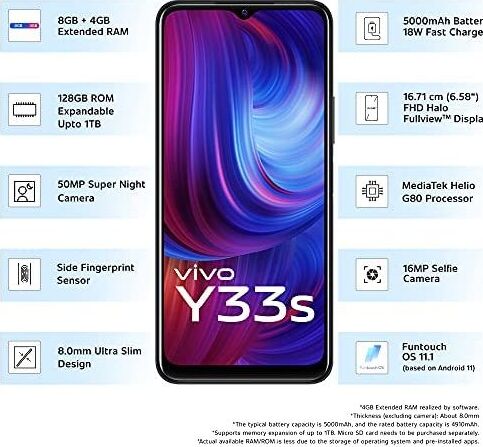 8GB + 4GB
Extended RAM
128GB ROM
Expandable
Upto 1TB
50MP Super Night
Camera
Side Fingerprint
Sensor
8.0mm Ultra Slim
Design
vivo
Y33s
5000mAh Batter
18W Fast Charge
16.71 cm (6.58")
FHD Halo
Fullview™ Displa
MediaTek Helio
G80 Processor
16MP Selfie
Camera
Funtouch
OS 11.1
(based on Android 11)
Funtouch OS
*4GB Extended RAM realized by software.
*Thickness (excluding camera): About 8.0mm
*The typical battery capacity is 5000mAh, and the rated battery capacity is 4910mAh.
*Supports memory expansion of up to 1TB. Micro SD card needs to be purchased separately.
*Actual available RAM/ROM is less due to the storage of operating system and pre-installed apps.